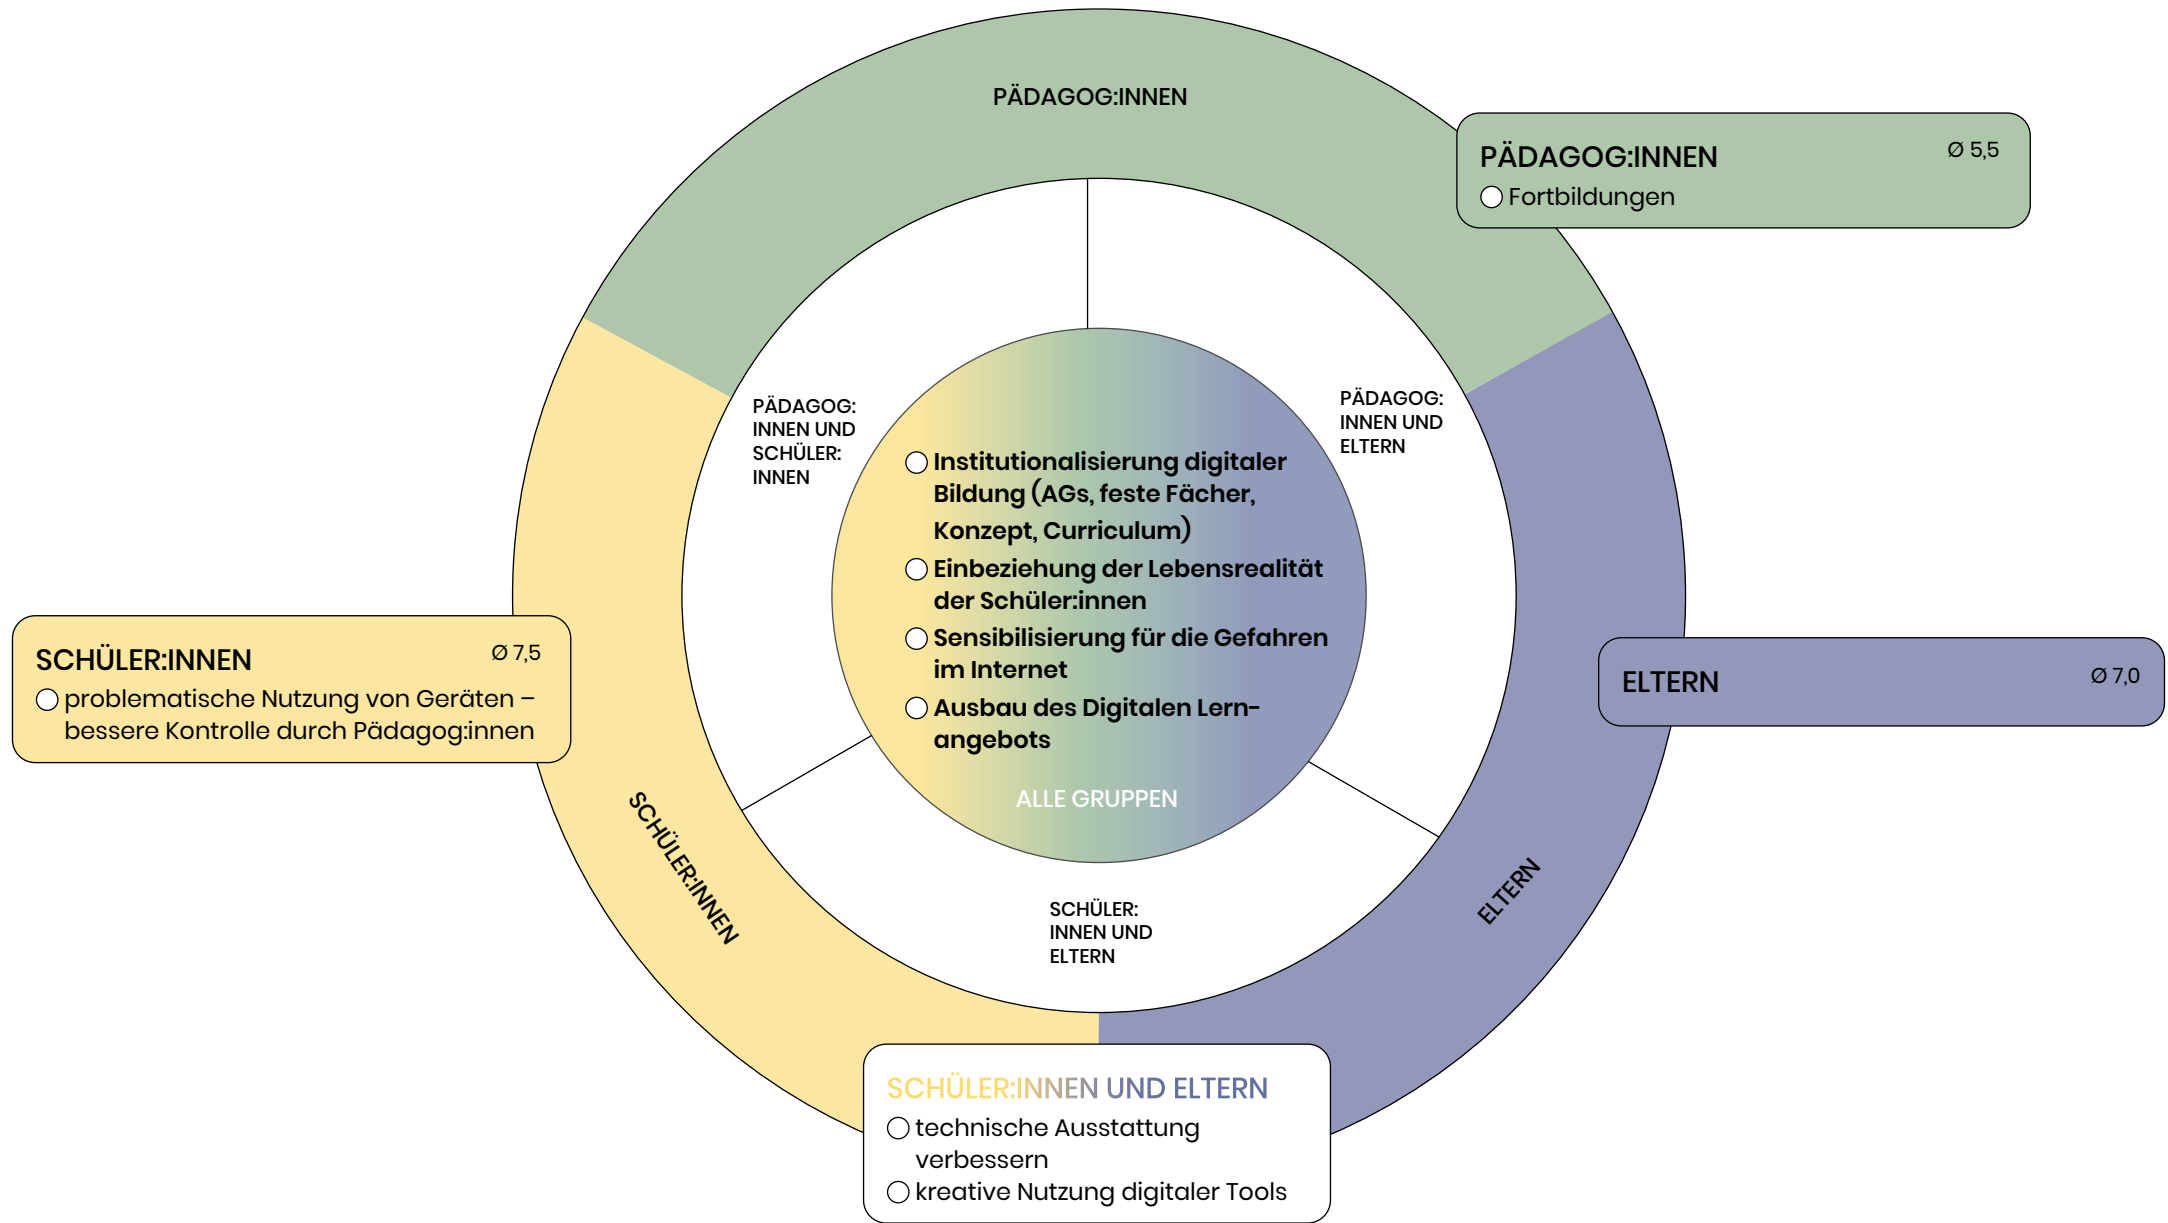 PÄDAGOG:INNEN
PÄDAGOG:INNEN
Ø 5,5
Fortbildungen
PÄDAGOG:
INNEN UND
SCHÜLER:
INNEN
PÄDAGOG:
INNEN UND
ELTERN
Institutionalisierung digitaler
Bildung (AGs, feste Fächer,
Konzept, Curriculum)
Einbeziehung der Lebensrealität
der Schüler:innen
Sensibilisierung für die Gefahren
im Internet
Ausbau des Digitalen Lern-
angebots
ALLE GRUPPEN
SCHÜLER:INNEN
Ø 7,5
problematische Nutzung von Geräten –
bessere Kontrolle durch Pädagog:innen
ELTERN
Ø 7,0
SCHÜLER:INNEN
ELTERN
SCHÜLER:
INNEN UND
ELTERN
SCHÜLER:INNEN UND ELTERN
technische Ausstattung
verbessern
kreative Nutzung digitaler Tools